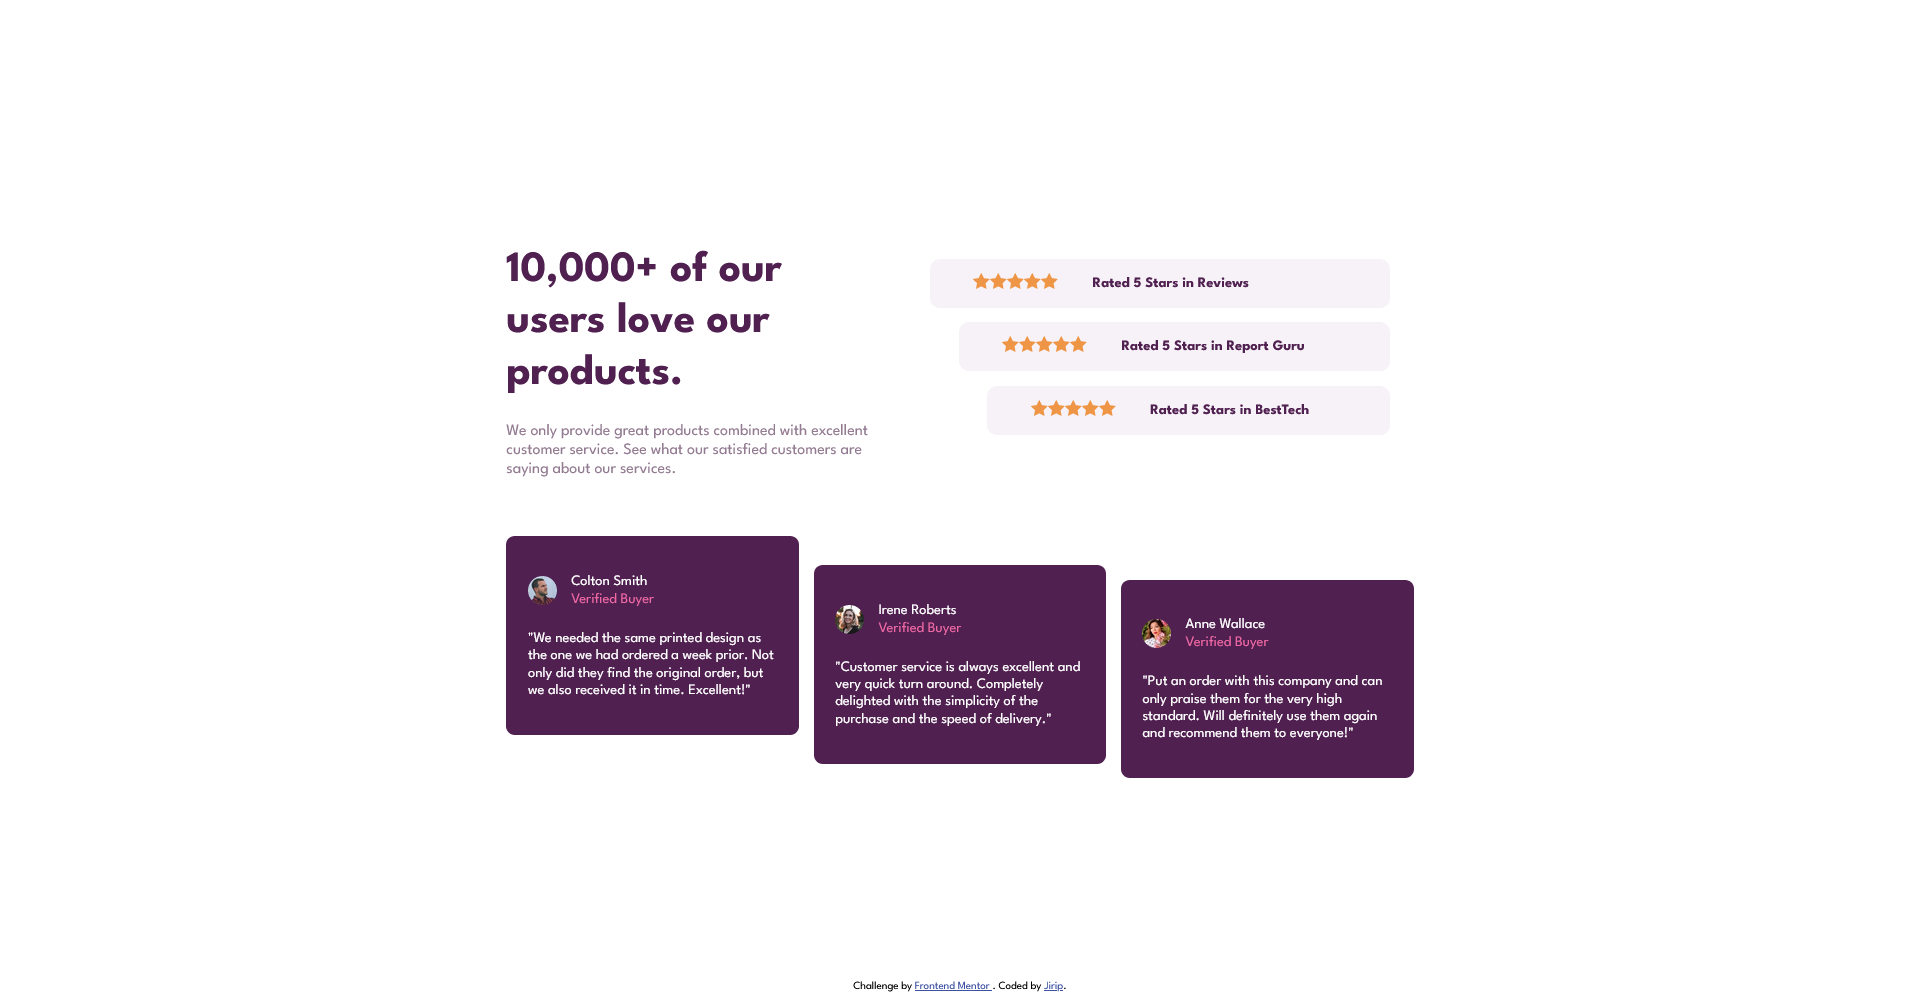 10,000+ of our
users love our
products.
We only provide great products combined with excellent
customer service. See what our satisfied customers are
saying about our services.
Rated 5 Stars in Reviews
Rated 5 Stars in Report Guru
Rated 5 Stars in BestTech
Colton Smith
Verified Buyer
"We needed the same printed design as
the one we had ordered a week prior. Not
only did they find the original order, but
we also received it in time. Excellent!"
Irene Roberts
Verified Buyer
"Customer service is always excellent and
very quick turn around. Completely
delighted with the simplicity of the
purchase and the speed of delivery."
Anne Wallace
Verified Buyer
"Put an order with this company and can
only praise them for the very high
standard. Will definitely use them again
and recommend them to everyone!"
Challenge by Frontend Mentor . Coded by Jirip.